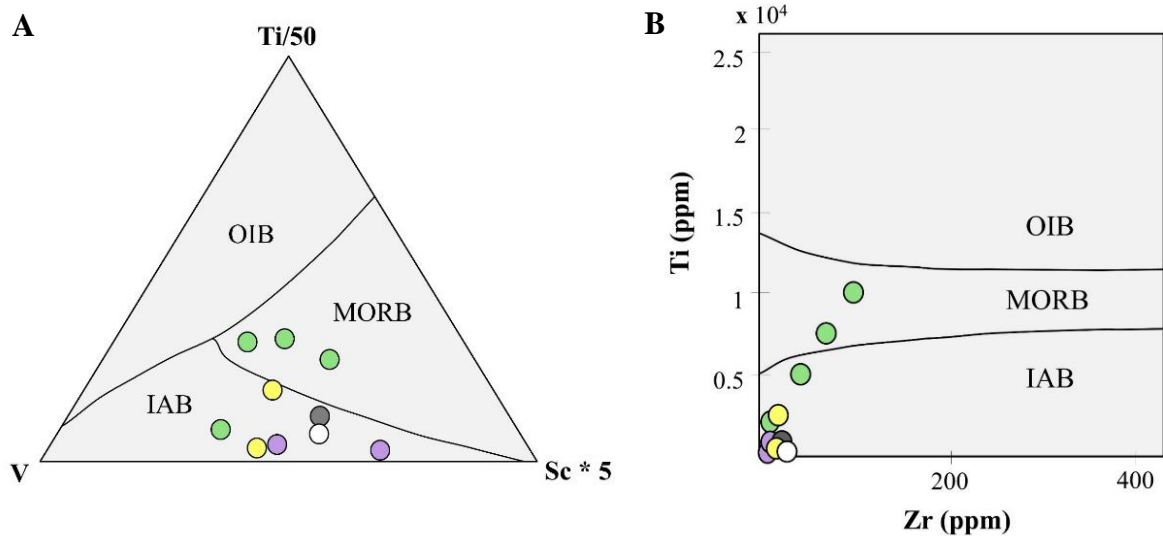 A
Ti/50
OIB
MORB
IAB
V
Sc * 5
B
x 10⁴
2.5
2
1.5
1
0.5
OIB
MORB
IAB
200
400
Ti (ppm)
Zr (ppm)